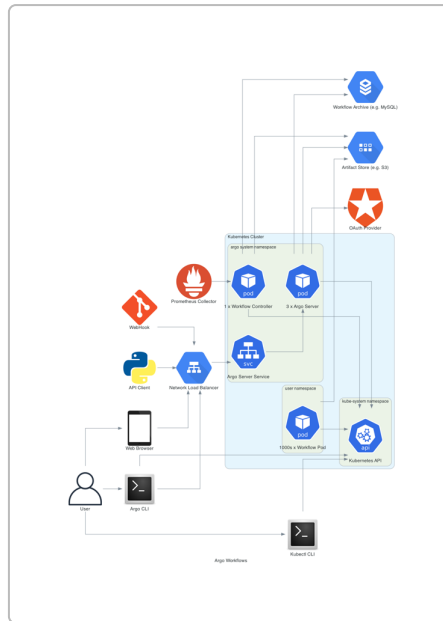 Workflow Archive (e.g. MySQL)
Artifact Store (e.g. S3)
OAuth Provider
Kubernetes Cluster
argo system namespace
Prometheus Collector
pod
1 x Workflow Controller
pod
3 x Argo Server
WebHook
svc
API Client
Network Load Balancer
Argo Server Service
user namespace
kube-system namespace
pod
1000s x Workflow Pod
api
Kubernetes API
Web Browser
User
Argo CLI
Kubectl CLI
Argo Workflows